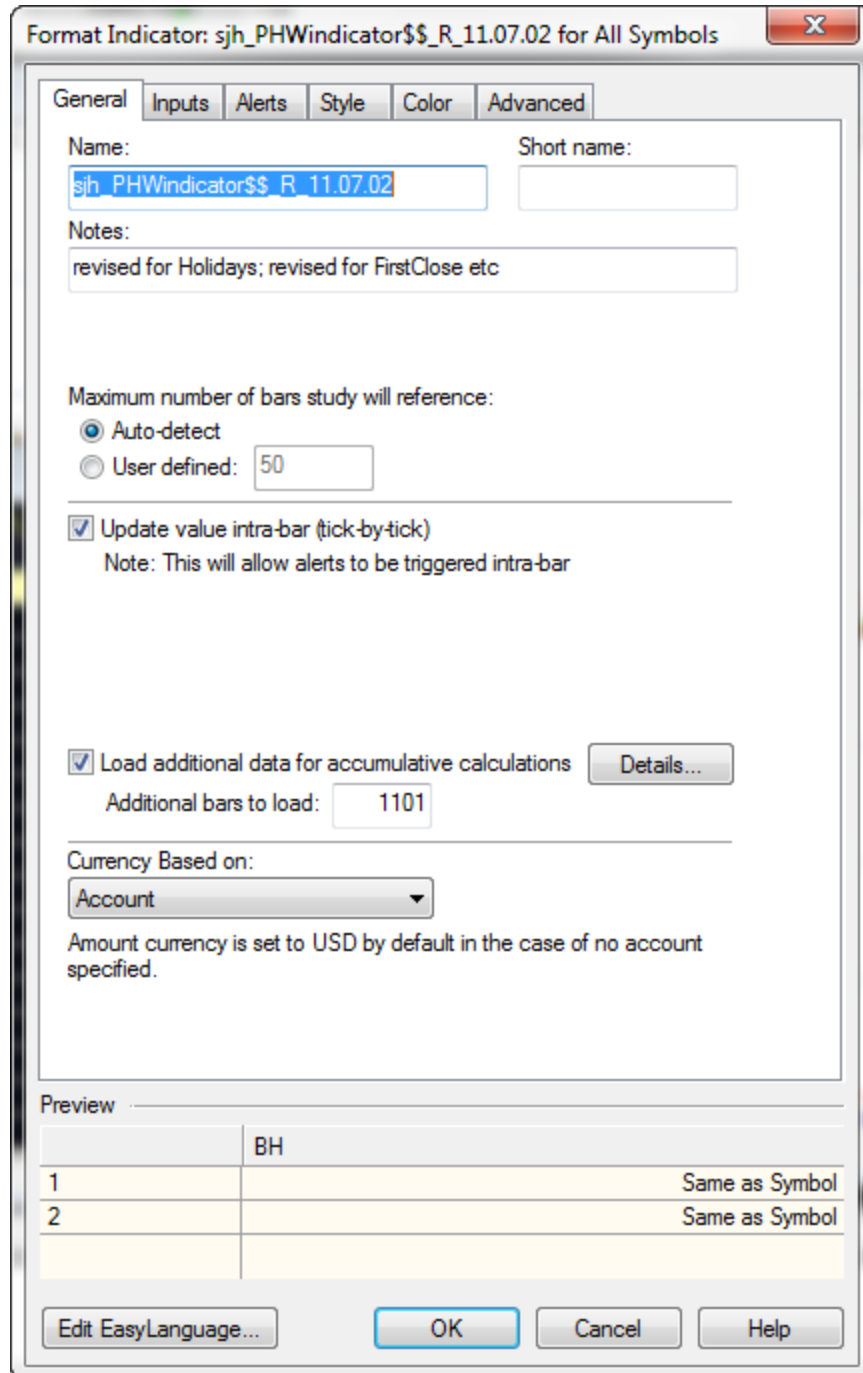 Format Indicator: sjh_PHWindicator$$_R_11.07.02 for All Symbols
General Inputs Alerts Style Color Advanced
Name: Short name:
sjh_PHWindicator$$_R_11.07.02
Notes:
revised for Holidays; revised for FirstClose etc
Maximum number of bars study will reference:
Auto-detect
User defined: 50
Update value intra-bar (tick-by-tick)
Note: This will allow alerts to be triggered intra-bar
Load additional data for accumulative calculations Details...
Additional bars to load: 1101
Currency Based on:
Account
Amount currency is set to USD by default in the case of no account
specified.
Preview
BH
1 Same as Symbol
2 Same as Symbol
Edit EasyLanguage... OK Cancel Help